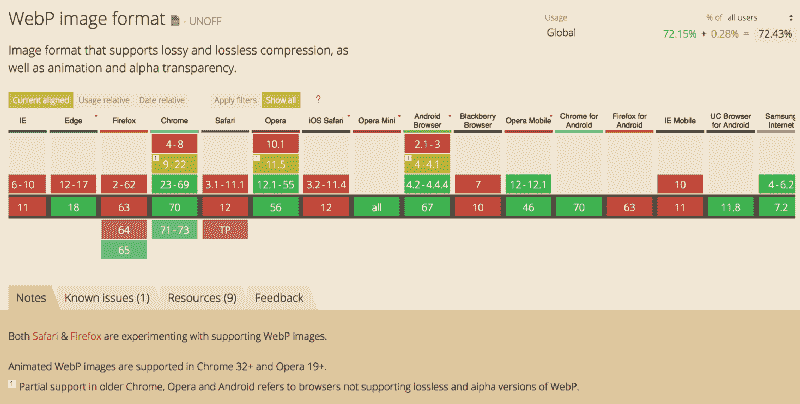 WebP image format - UNOFF
Usage % of all users
Global 72.15% + 0.28% = 72.43%
Image format that supports lossy and lossless compression, as
well as animation and alpha transparency.
Current aligned Usage relative Date relative Apply filters Show all ?
IE Edge Firefox Chrome Safari Opera iOS Safari Opera Mini Android Browser Blackberry Browser Opera Mobile Chrome for Android Firefox for Android IE Mobile UC Browser for Android Samsung Internet
4-8 10.1 2.1-3
9-22 11.5 4-4.1
6-10 12-17 2-62 23-69 3.1-11.1 12.1-55 3.2-11.4 4.2-4.4.4 7 12-12.1 10 4-6.2
11 18 63 70 12 56 12 all 67 10 46 70 63 11 11.8 7.2
64 71-73 TP
65
Notes Known issues (1) Resources (9) Feedback
Both Safari & Firefox are experimenting with supporting WebP images.
Animated WebP images are supported in Chrome 32+ and Opera 19+.
Partial support in older Chrome, Opera and Android refers to browsers not supporting lossless and alpha versions of WebP.